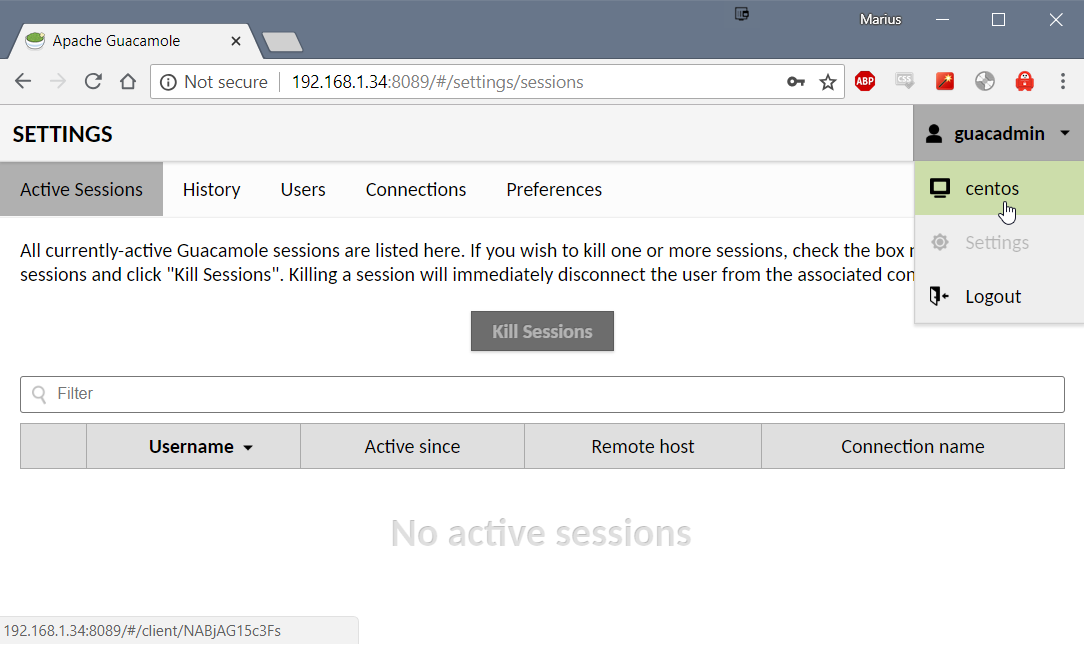 Marius
Apache Guacamole
Not secure 192.168.1.34:8089/#/settings/sessions
ABP
CSS
SETTINGS
guacadmin
Active Sessions History Users Connections Preferences
centos
Settings
Logout
All currently-active Guacamole sessions are listed here. If you wish to kill one or more sessions, check the box
sessions and click "Kill Sessions". Killing a session will immediately disconnect the user from the associated con
Kill Sessions
Filter
Username Active since Remote host Connection name
No active sessions
192.168.1.34:8089/#/client/NABjAG15c3Fs